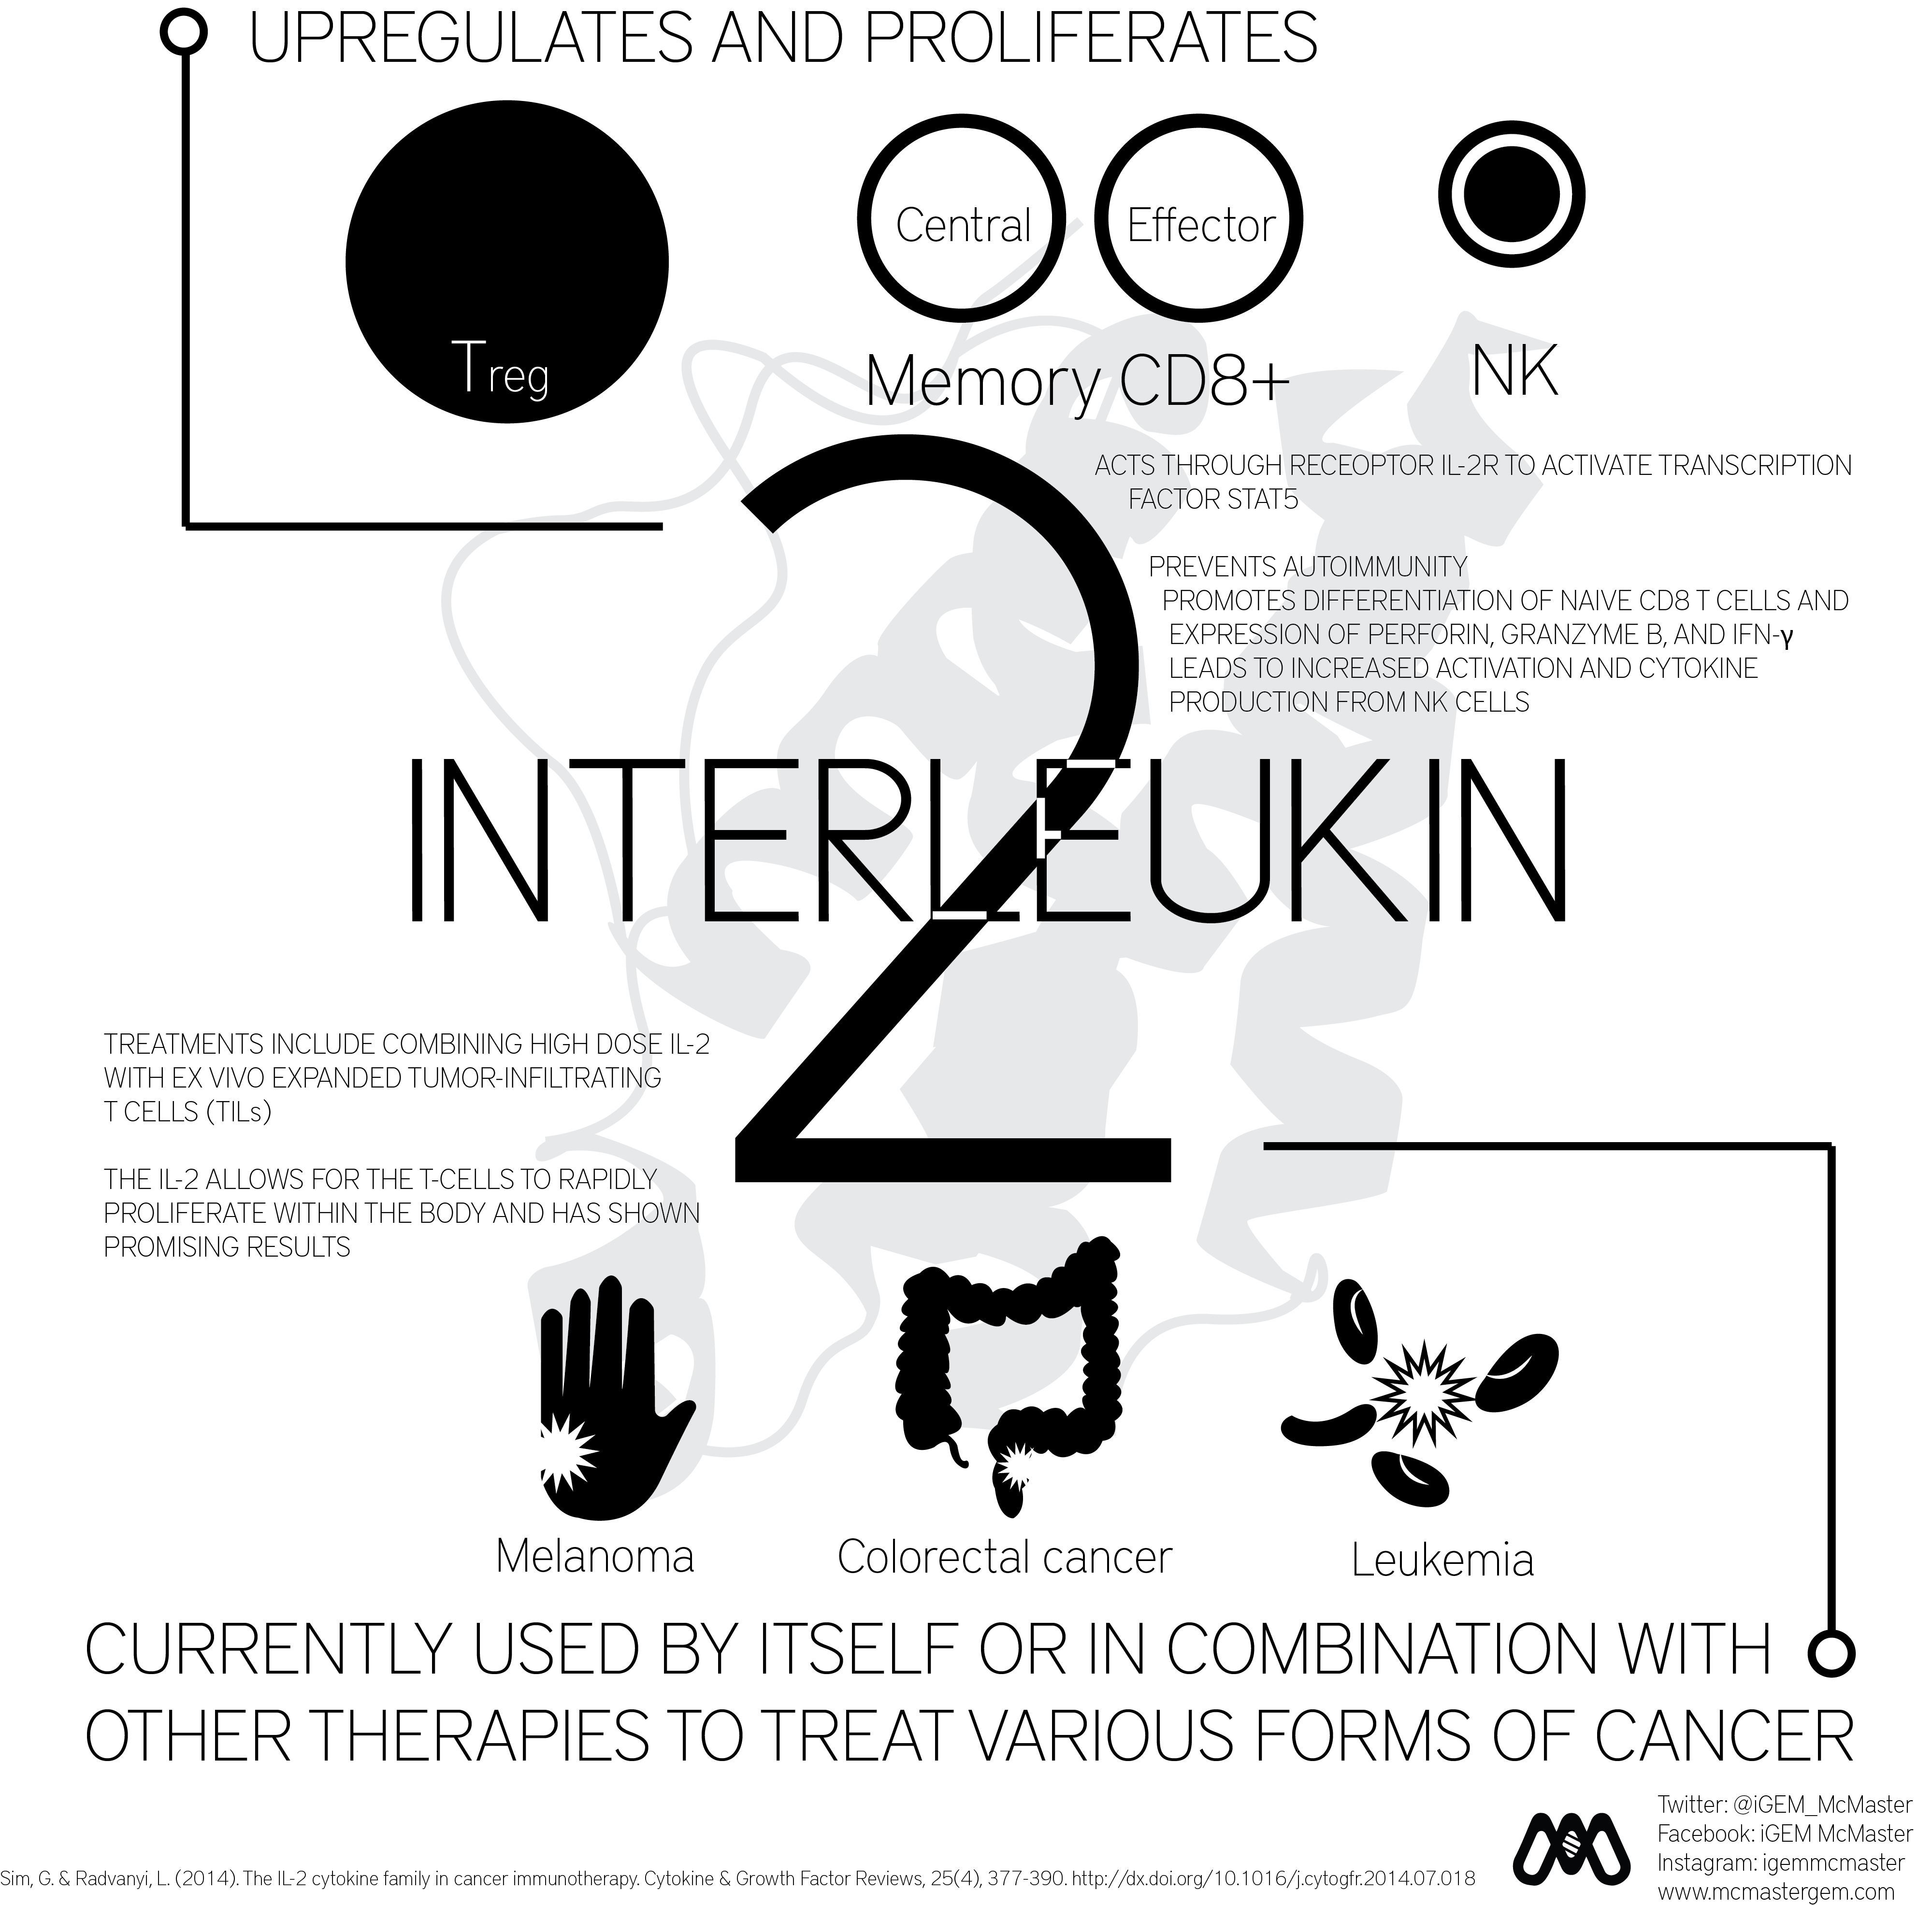 UPREGULATES AND PROLIFERATES
Treg
Central
Effector
Memory CD8+
NK
ACTS THROUGH RECEOPTOR IL-2R TO ACTIVATE TRANSCRIPTION
FACTOR STAT5
PREVENTS AUTOIMMUNITY
PROMOTES DIFFERENTIATION OF NAIVE CD8 T CELLS AND
EXPRESSION OF PERFORIN, GRANZYME B, AND IFN-γ
LEADS TO INCREASED ACTIVATION AND CYTOKINE
PRODUCTION FROM NK CELLS
INTERLEUKIN
2
TREATMENTS INCLUDE COMBINING HIGH DOSE IL-2
WITH EX VIVO EXPANDED TUMOR-INFILTRATING
T CELLS (TILs)
THE IL-2 ALLOWS FOR THE T-CELLS TO RAPIDLY
PROLIFERATE WITHIN THE BODY AND HAS SHOWN
PROMISING RESULTS
Melanoma
Colorectal cancer
Leukemia
CURRENTLY USED BY ITSELF OR IN COMBINATION WITH
OTHER THERAPIES TO TREAT VARIOUS FORMS OF CANCER
Twitter: @iGEM_McMaster
Facebook: iGEM McMaster
Instagram: igemmcmaster
www.mcmastergem.com
Sim, G. & Radvanyi, L. (2014). The IL-2 cytokine family in cancer immunotherapy. Cytokine & Growth Factor Reviews, 25(4), 377-390. http://dx.doi.org/10.1016/j.cytogfr.2014.07.018